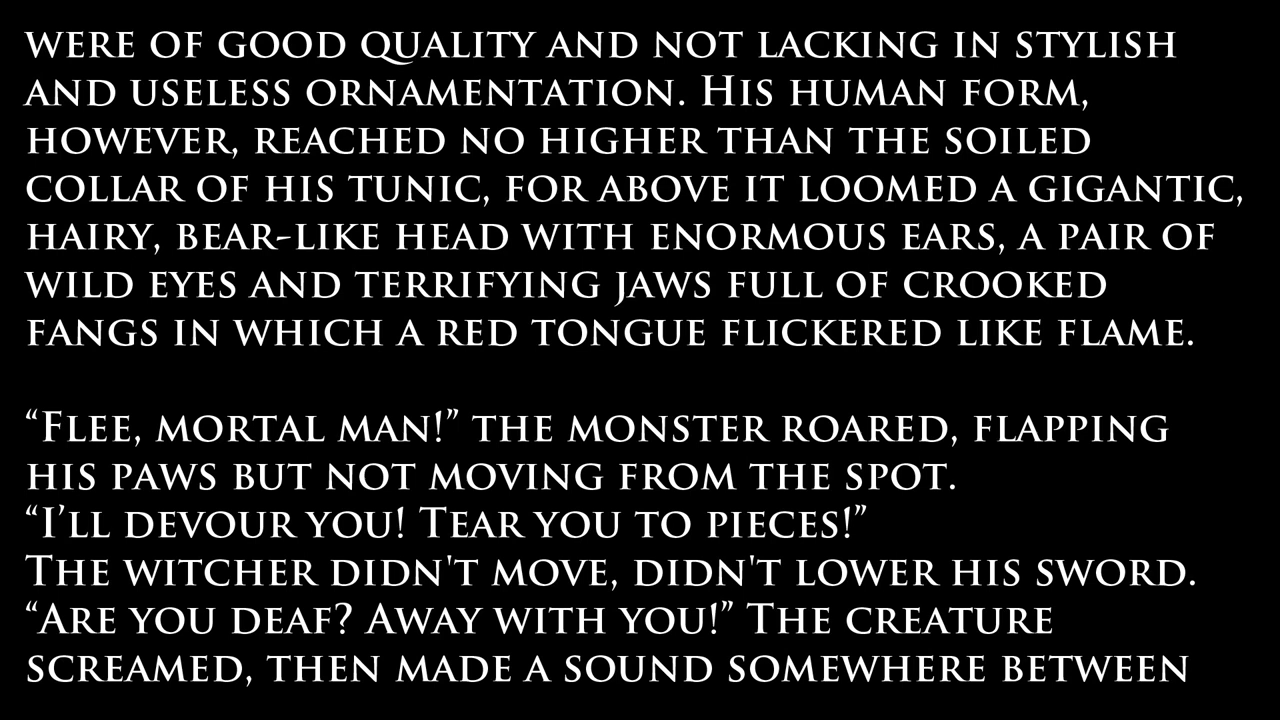 were of good quality and not lacking in stylish
and useless ornamentation. His human form,
however, reached no higher than the soiled
collar of his tunic, for above it loomed a gigantic,
hairy, bear-like head with enormous ears, a pair of
wild eyes and terrifying jaws full of crooked
fangs in which a red tongue flickered like flame.

“Flee, mortal man!” the monster roared, flapping
his paws but not moving from the spot.
“I’ll devour you! Tear you to pieces!”
The witcher didn't move, didn't lower his sword.
“Are you deaf? Away with you!” The creature
screamed, then made a sound somewhere between